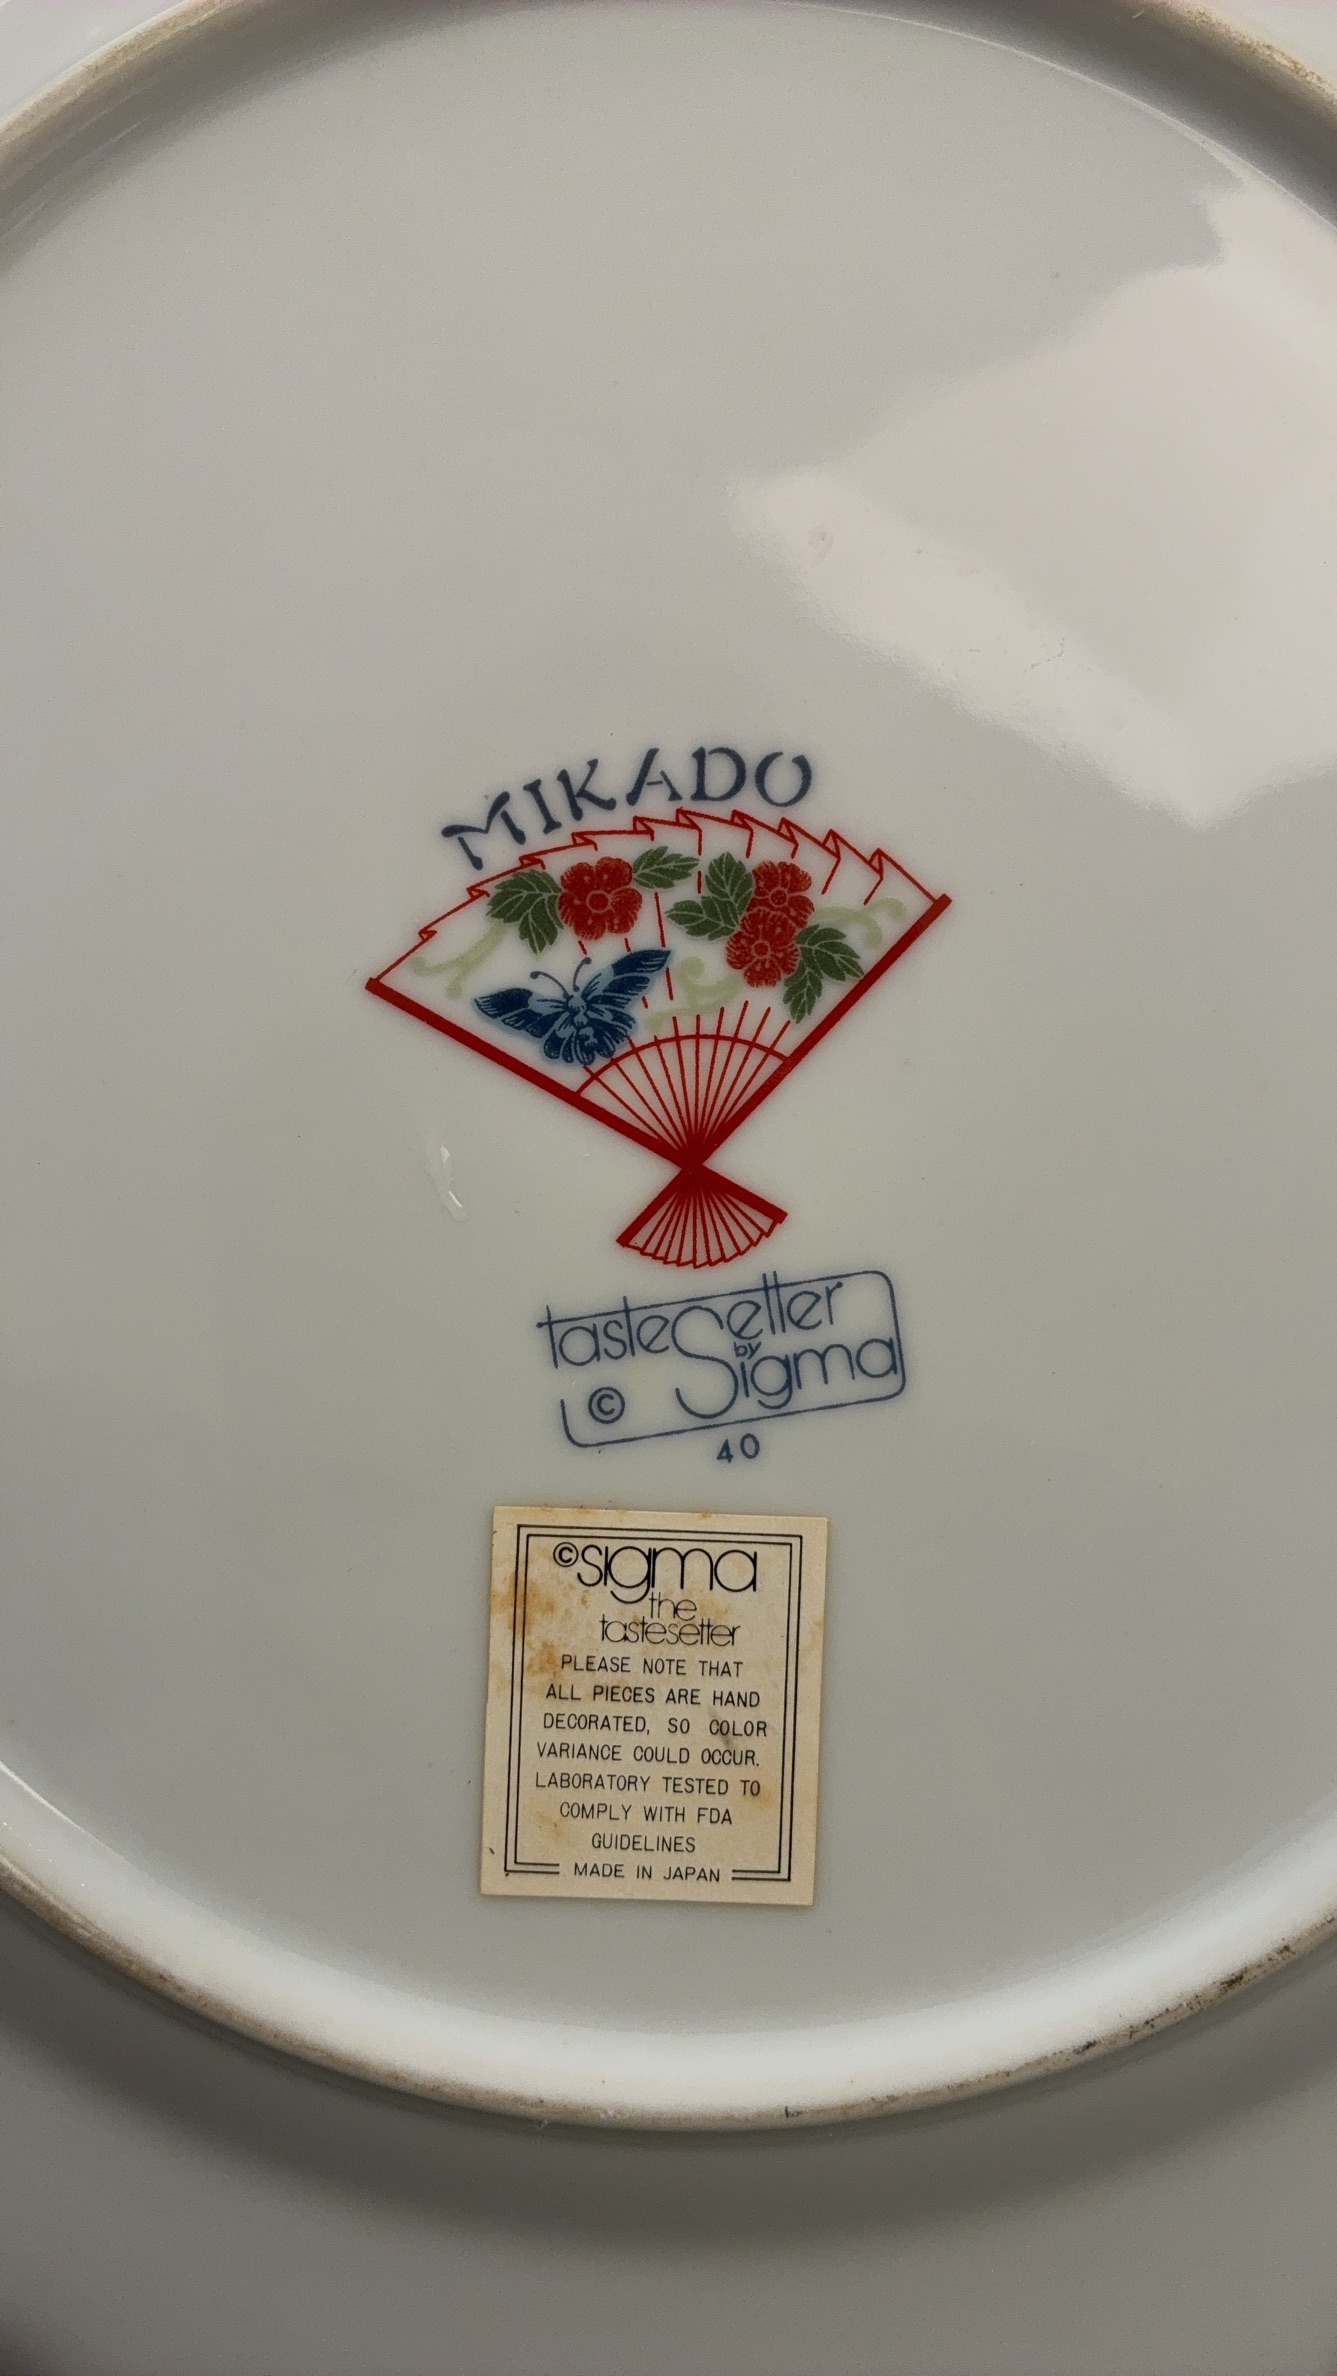 MIKADO
tasteSetter
by
Sigma
©
40
©sigma
the
tastesetter
PLEASE NOTE THAT
ALL PIECES ARE HAND
DECORATED, SO COLOR
VARIANCE COULD OCCUR.
LABORATORY TESTED TO
COMPLY WITH FDA
GUIDELINES
MADE IN JAPAN